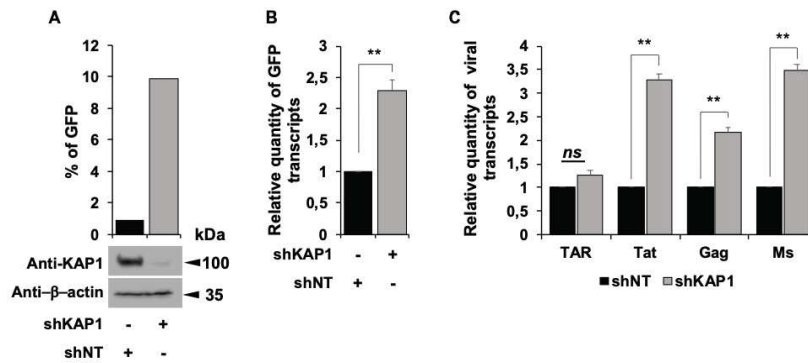 A
% of GFP
12
10
8
6
4
2
0
kDa
Anti-KAP1
100
Anti–β–actin
35
shKAP1 - +
shNT + -
B
Relative quantity of GFP
transcripts
3
2,5
2
1,5
1
0,5
0
**
shKAP1 - +
shNT + -
C
Relative quantity of viral
transcripts
4
3,5
3
2,5
2
1,5
1
0,5
0
ns
**
**
**
TAR Tat Gag Ms
shNT shKAP1